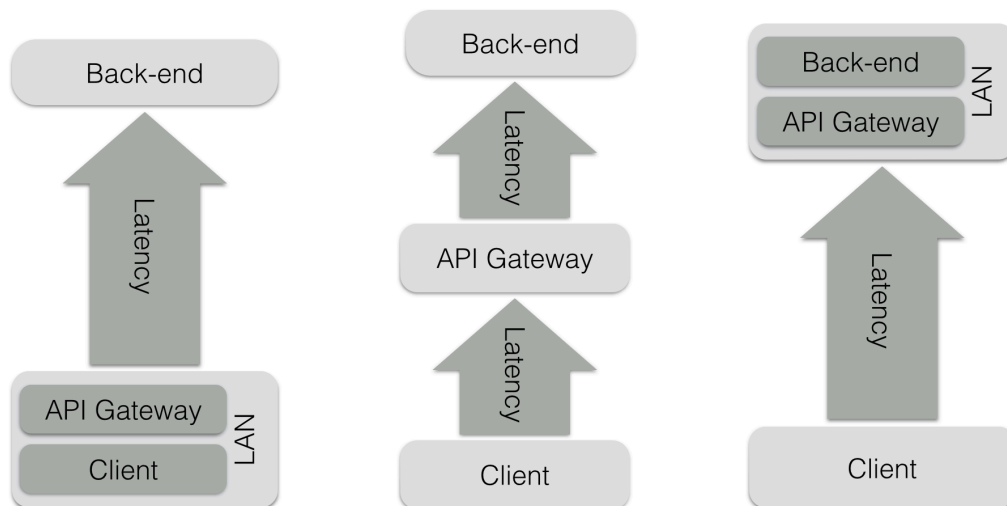 Back-end
Latency
API Gateway
Client
LAN
Back-end
Latency
API Gateway
Latency
Client
Back-end
API Gateway
LAN
Latency
Client